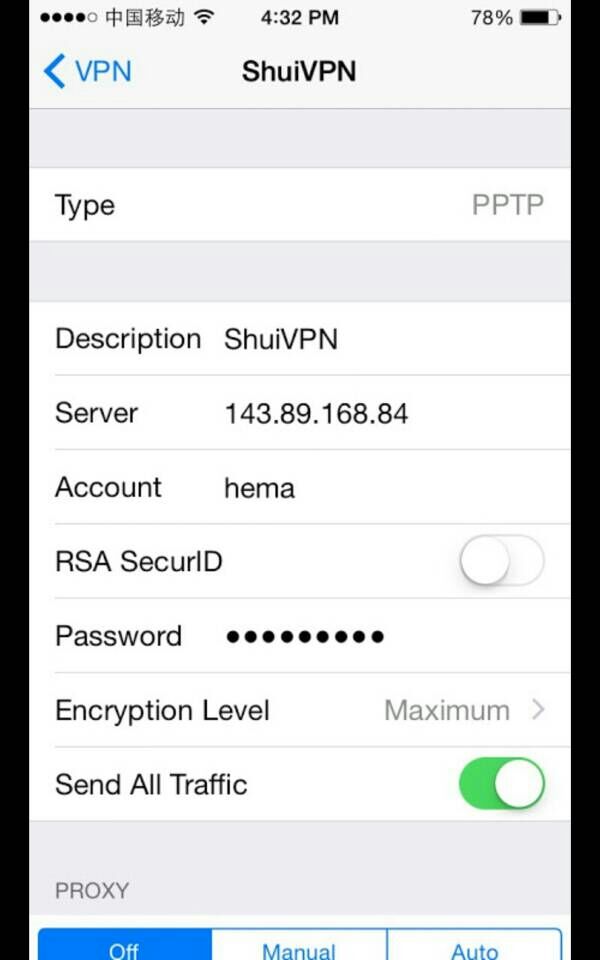 中国移动 4:32 PM 78%
VPN ShuiVPN
Type PPTP
Description ShuiVPN
Server 143.89.168.84
Account hema
RSA SecurID
Password •••••••••
Encryption Level Maximum
Send All Traffic
PROXY
Off Manual Auto